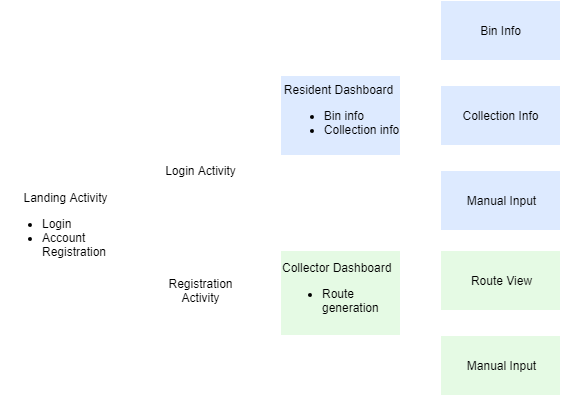 Landing Activity
• Login
• Account
Registration
Login Activity
Registration
Activity
Resident Dashboard
• Bin info
• Collection info
Collector Dashboard
• Route
generation
Bin Info
Collection Info
Manual Input
Route View
Manual Input